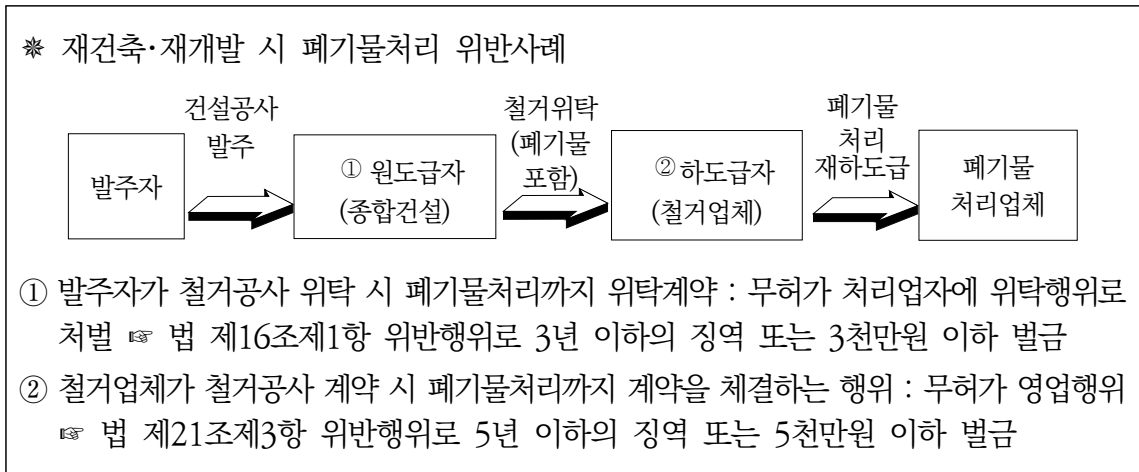 ※ 재건축·재개발 시 폐기물처리 위반사례
건설공사
발주
철거위탁
(폐기물
포함)
폐기물
처리
재하도급
발주자
① 원도급자
(종합건설)
② 하도급자
(철거업체)
폐기물
처리업체
① 발주자가 철거공사 위탁 시 폐기물처리까지 위탁계약 : 무허가 처리업자에 위탁행위로
처벌 ☞ 법 제16조제1항 위반행위로 3년 이하의 징역 또는 3천만원 이하 벌금
② 철거업체가 철거공사 계약 시 폐기물처리까지 계약을 체결하는 행위 : 무허가 영업행위
☞ 법 제21조제3항 위반행위로 5년 이하의 징역 또는 5천만원 이하 벌금